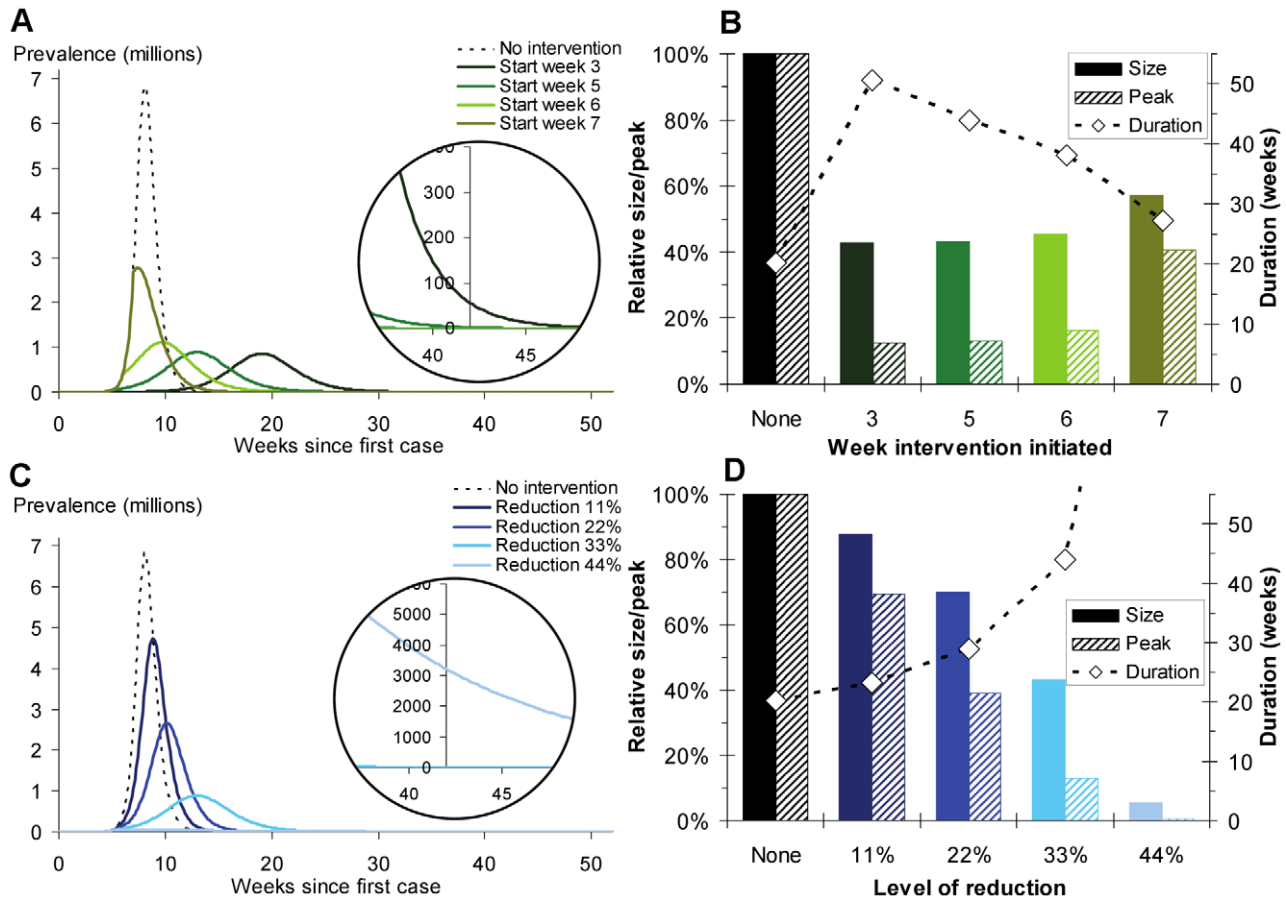 A
Prevalence (millions)
No intervention
Start week 3
Start week 5
Start week 6
Start week 7
7
6
5
4
3
2
1
0
300
200
100
0
40 45
0 10 20 30 40 50
Weeks since first case
B
100%
80%
60%
40%
20%
0%
Relative size/peak
Size
Peak
Duration
50
40
30
20
10
0
Duration (weeks)
None 3 5 6 7
Week intervention initiated
C
Prevalence (millions)
No intervention
Reduction 11%
Reduction 22%
Reduction 33%
Reduction 44%
7
6
5
4
3
2
1
0
5000
4000
3000
2000
1000
0
40 45
0 10 20 30 40 50
Weeks since first case
D
100%
80%
60%
40%
20%
0%
Relative size/peak
Size
Peak
Duration
50
40
30
20
10
0
Duration (weeks)
None 11% 22% 33% 44%
Level of reduction